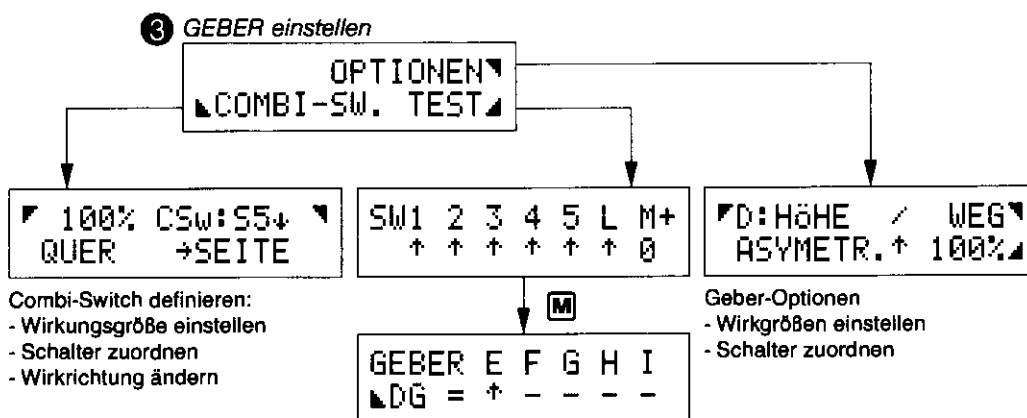 3 GEBER einstellen
OPTIONEN◥
◣COMBI-SW. TEST◢
◤ 100% CSw:S5↓ ◥
QUER →SEITE
Combi-Switch definieren:
- Wirkungsgröße einstellen
- Schalter zuordnen
- Wirkrichtung ändern
SW1 2 3 4 5 L M+
↑ ↑ ↑ ↑ ↑ ↑ 0
M
GEBER E F G H I
◣DG = ↑ – – – –
◤D:HöHE / WEG◥
ASYMETR.↑ 100%◢
Geber-Optionen
- Wirkgrößen einstellen
- Schalter zuordnen